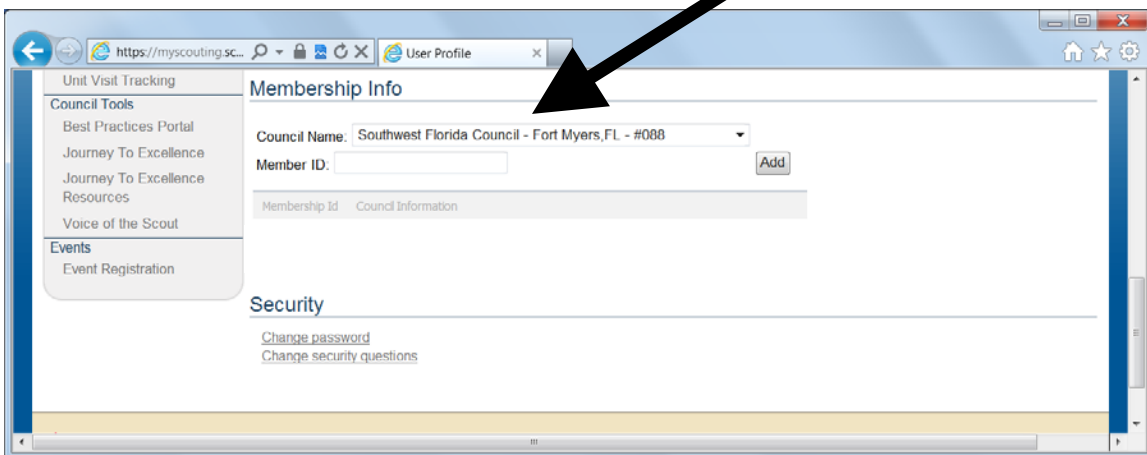 https://myscouting.sc...
User Profile
Unit Visit Tracking
Council Tools
Best Practices Portal
Journey To Excellence
Journey To Excellence
Resources
Voice of the Scout
Events
Event Registration
Membership Info
Council Name: Southwest Florida Council - Fort Myers,FL - #088
Member ID:
Add
Membership Id Council Information
Security
Change password
Change security questions